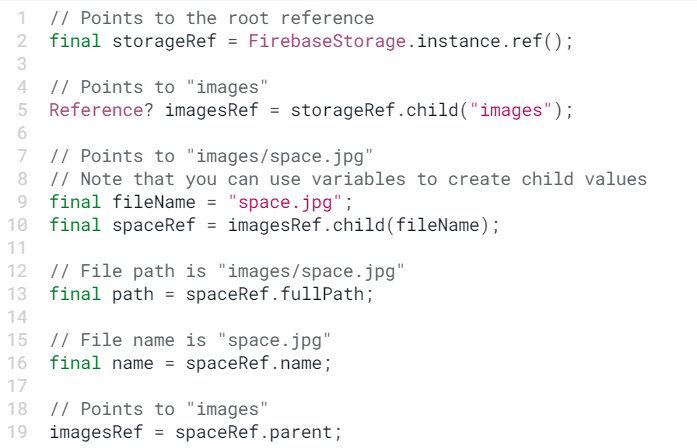 1 // Points to the root reference
2 final storageRef = FirebaseStorage.instance.ref();
3
4 // Points to "images"
5 Reference? imagesRef = storageRef.child("images");
6
7 // Points to "images/space.jpg"
8 // Note that you can use variables to create child values
9 final fileName = "space.jpg";
10 final spaceRef = imagesRef.child(fileName);
11
12 // File path is "images/space.jpg"
13 final path = spaceRef.fullPath;
14
15 // File name is "space.jpg"
16 final name = spaceRef.name;
17
18 // Points to "images"
19 imagesRef = spaceRef.parent;